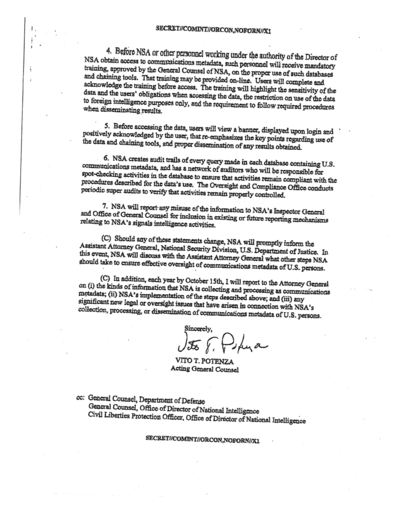 SECRET//COMINT//ORCON,NOFORN//X1
4. Before NSA or other personnel working under the authority of the Director of
NSA obtain access to communications metadata, such personnel will receive mandatory
training, approved by the General Counsel of NSA, on the proper use of such databases
and chaining tools. That training may be provided on-line. Users will complete and
acknowledge the training before access. The training will highlight the sensitivity of the
data and the users' obligations when accessing the data, the restriction on use of the data
to foreign intelligence purposes only, and the requirement to follow required procedures
when disseminating results.
5. Before accessing the data, users will view a banner, displayed upon login and
positively acknowledged by the user, that re-emphasizes the key points regarding use of
the data and chaining tools, and proper dissemination of any results obtained.
6. NSA creates audit trails of every query made in each database containing U.S.
communications metadata, and has a network of auditors who will be responsible for
spot-checking activities in the database to ensure that activities remain compliant with the
procedures described for the data's use. The Oversight and Compliance Office conducts
periodic super audits to verify that activities remain properly controlled.
7. NSA will report any misuse of the information to NSA's Inspector General
and Office of General Counsel for inclusion in existing or future reporting mechanisms
relating to NSA's signals intelligence activities.
(C) Should any of these statements change, NSA will promptly inform the
Assistant Attorney General, National Security Division, U.S. Department of Justice. In
this event, NSA will discuss with the Assistant Attorney General what other steps NSA
should take to ensure effective oversight of communications metadata of U.S. persons.
(C) In addition, each year by October 15th, I will report to the Attorney General
on (i) the kinds of information that NSA is collecting and processing as communications
metadata; (ii) NSA's implementation of the steps described above; and (iii) any
significant new legal or oversight issues that have arisen in connection with NSA's
collection, processing, or dissemination of communications metadata of U.S. persons.
Sincerely,
VITO T. POTENZA
Acting General Counsel
cc: General Counsel, Department of Defense
General Counsel, Office of Director of National Intelligence
Civil Liberties Protection Officer, Office of Director of National Intelligence
SECRET//COMINT//ORCON,NOFORN//X1